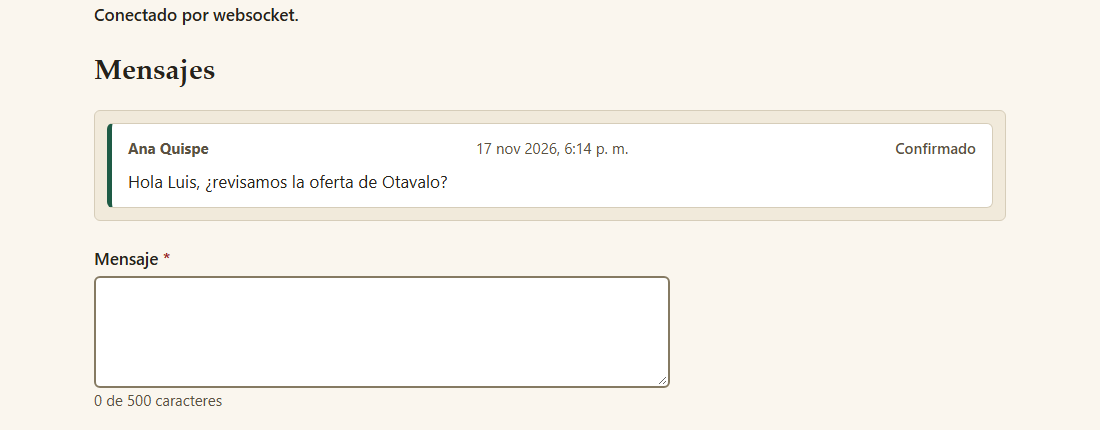 Conectado por websocket.
Mensajes
Ana Quispe 17 nov 2026, 6:14 p. m. Confirmado
Hola Luis, ¿revisamos la oferta de Otavalo?
Mensaje *
0 de 500 caracteres